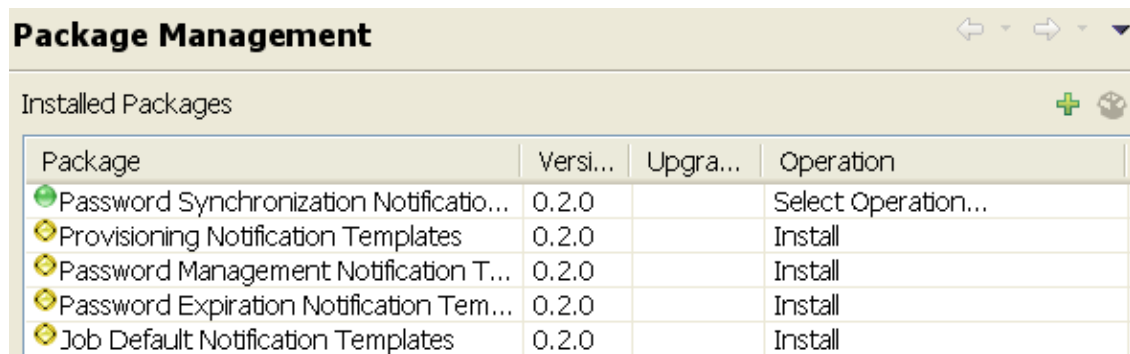 Package Management
Installed Packages
Package Versi... Upgra... Operation
Password Synchronization Notificatio... 0.2.0 Select Operation...
Provisioning Notification Templates 0.2.0 Install
Password Management Notification T... 0.2.0 Install
Password Expiration Notification Tem... 0.2.0 Install
Job Default Notification Templates 0.2.0 Install